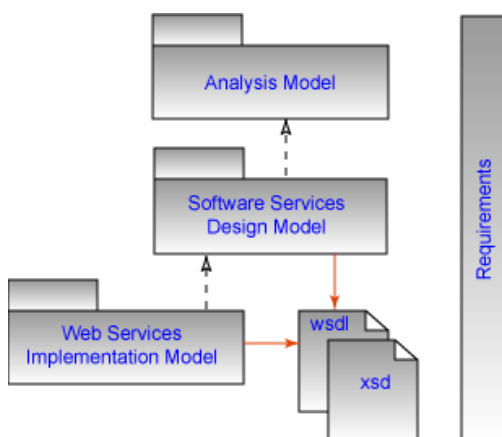 Analysis Model
Software Services
Design Model
Web Services
Implementation Model
wsdl
xsd
Requirements